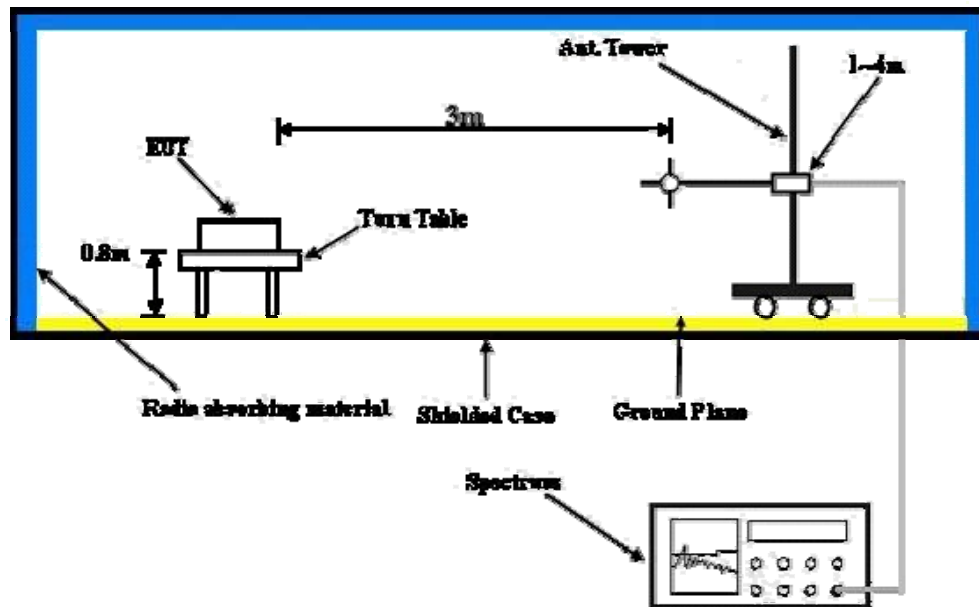 Ant. Tower
1~4m
3m
EUT
Turn Table
0.8m
Radio absorbing material
Shielded Case
Ground Plane
Spectrum